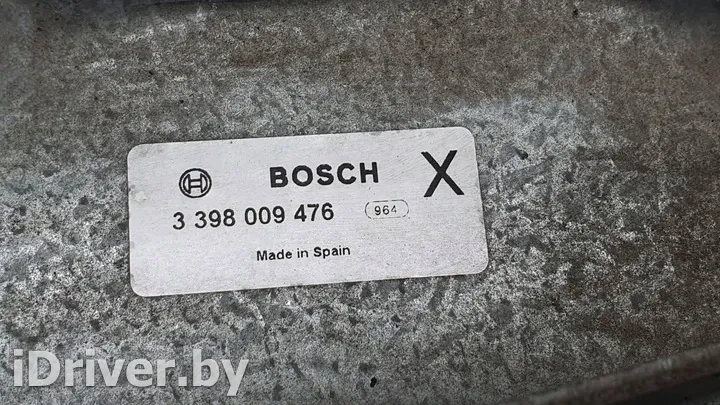 BOSCH X
3 398 009 476 964
Made in Spain
iDriver.by